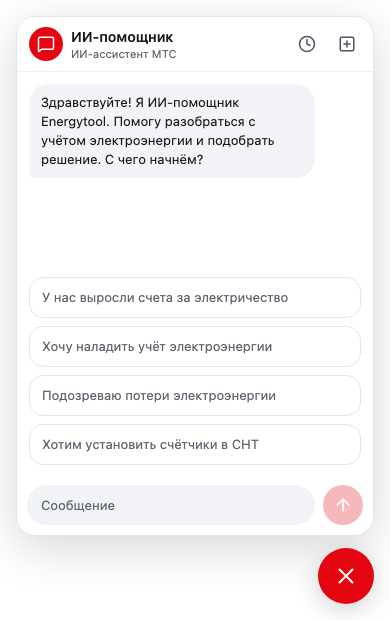 ИИ-помощник
ИИ-ассистент МТС
Здравствуйте! Я ИИ-помощник
Energytool. Помогу разобраться с
учётом электроэнергии и подобрать
решение. С чего начнём?
У нас выросли счета за электричество
Хочу наладить учёт электроэнергии
Подозреваю потери электроэнергии
Хотим установить счётчики в СНТ
Сообщение